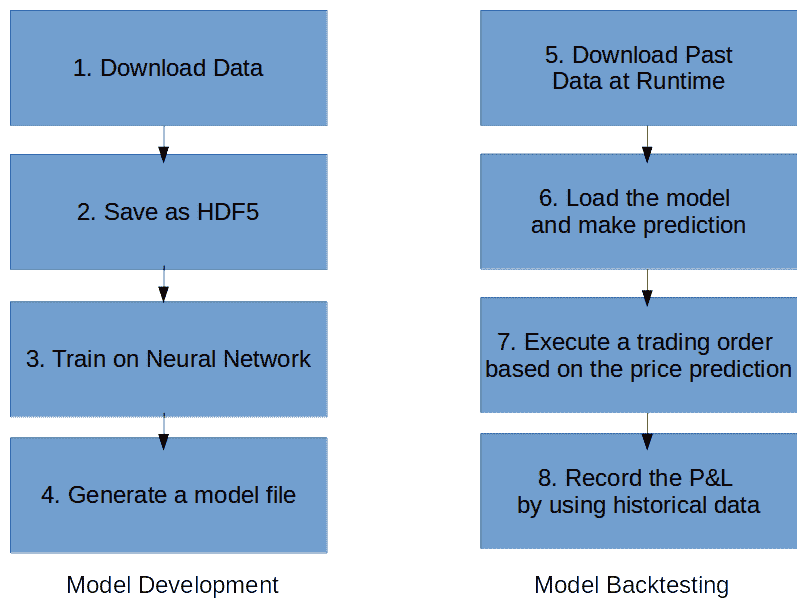 1. Download Data
2. Save as HDF5
3. Train on Neural Network
4. Generate a model file
Model Development
5. Download Past
Data at Runtime
6. Load the model
and make prediction
7. Execute a trading order
based on the price prediction
8. Record the P&L
by using historical data
Model Backtesting